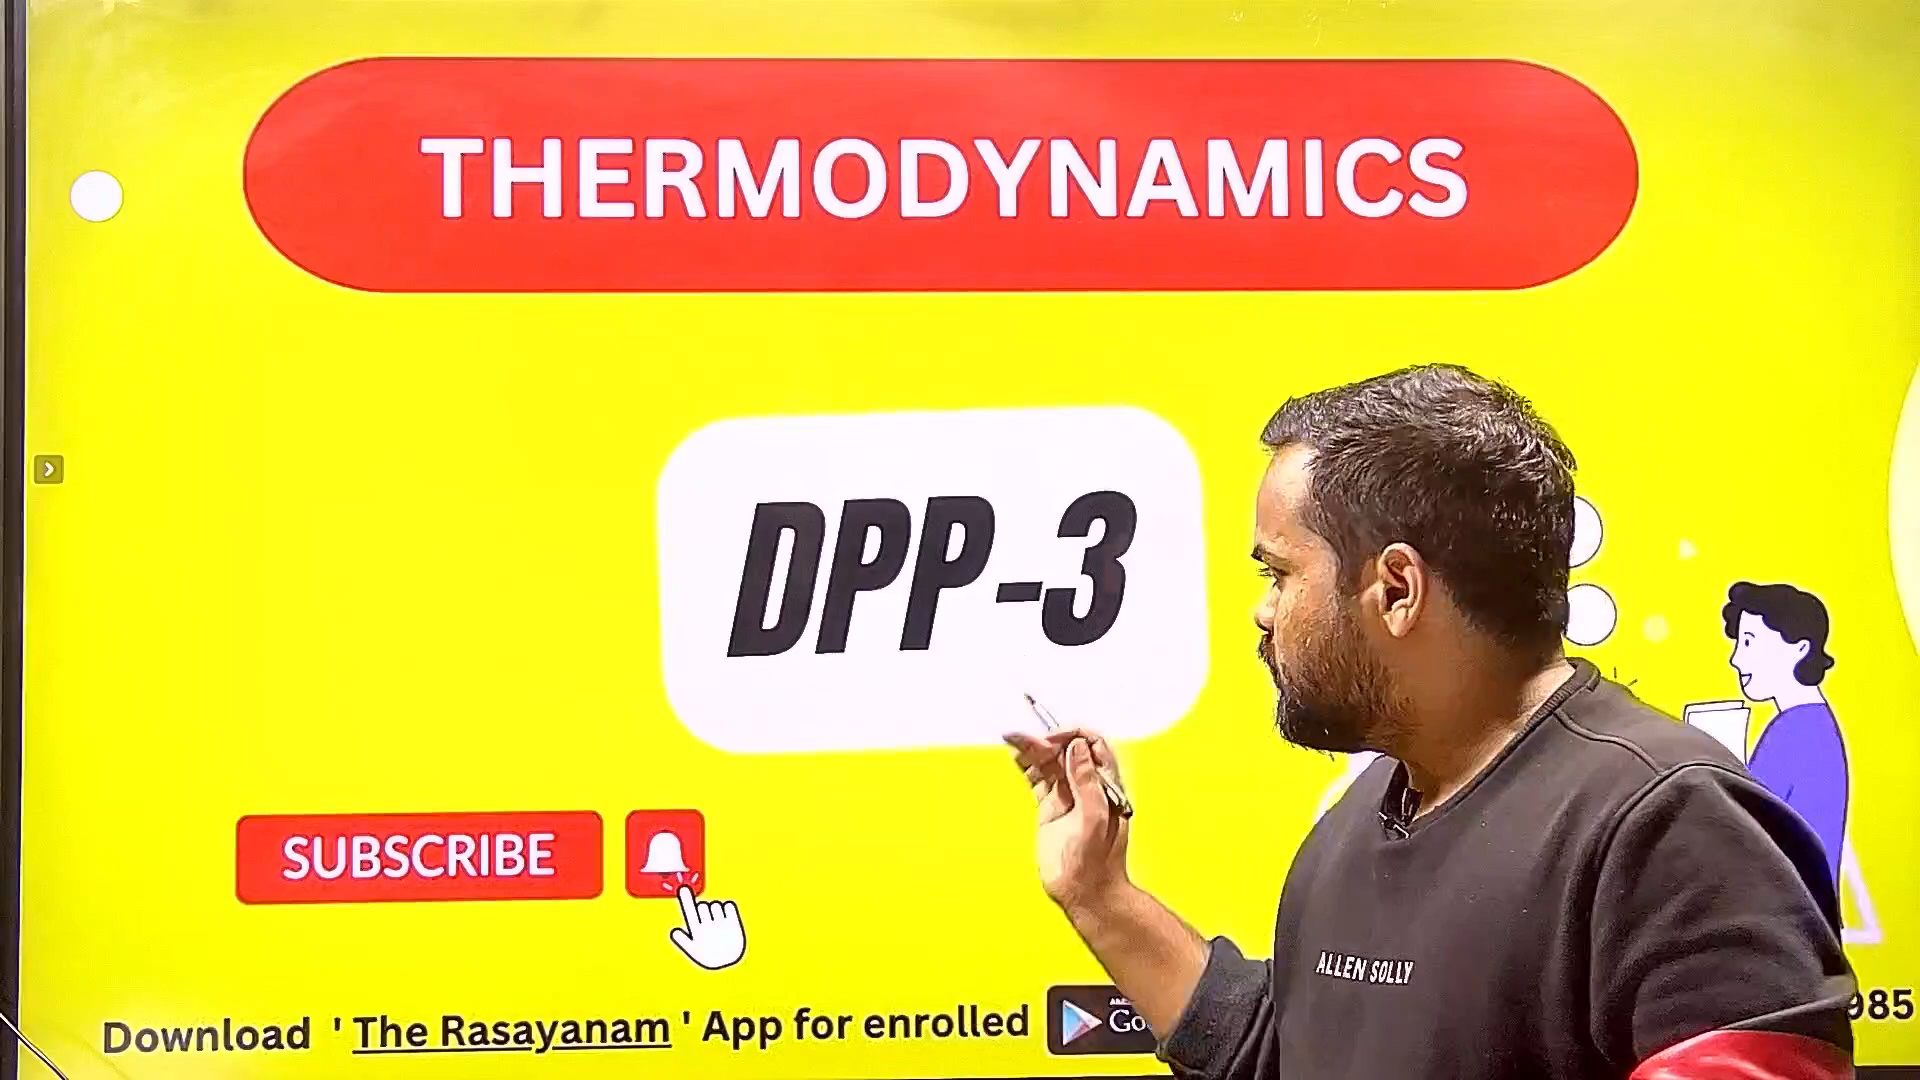 THERMODYNAMICS
DPP-3
SUBSCRIBE
ALLEN SOLLY
Download ' The Rasayanam ' App for enrolled
985